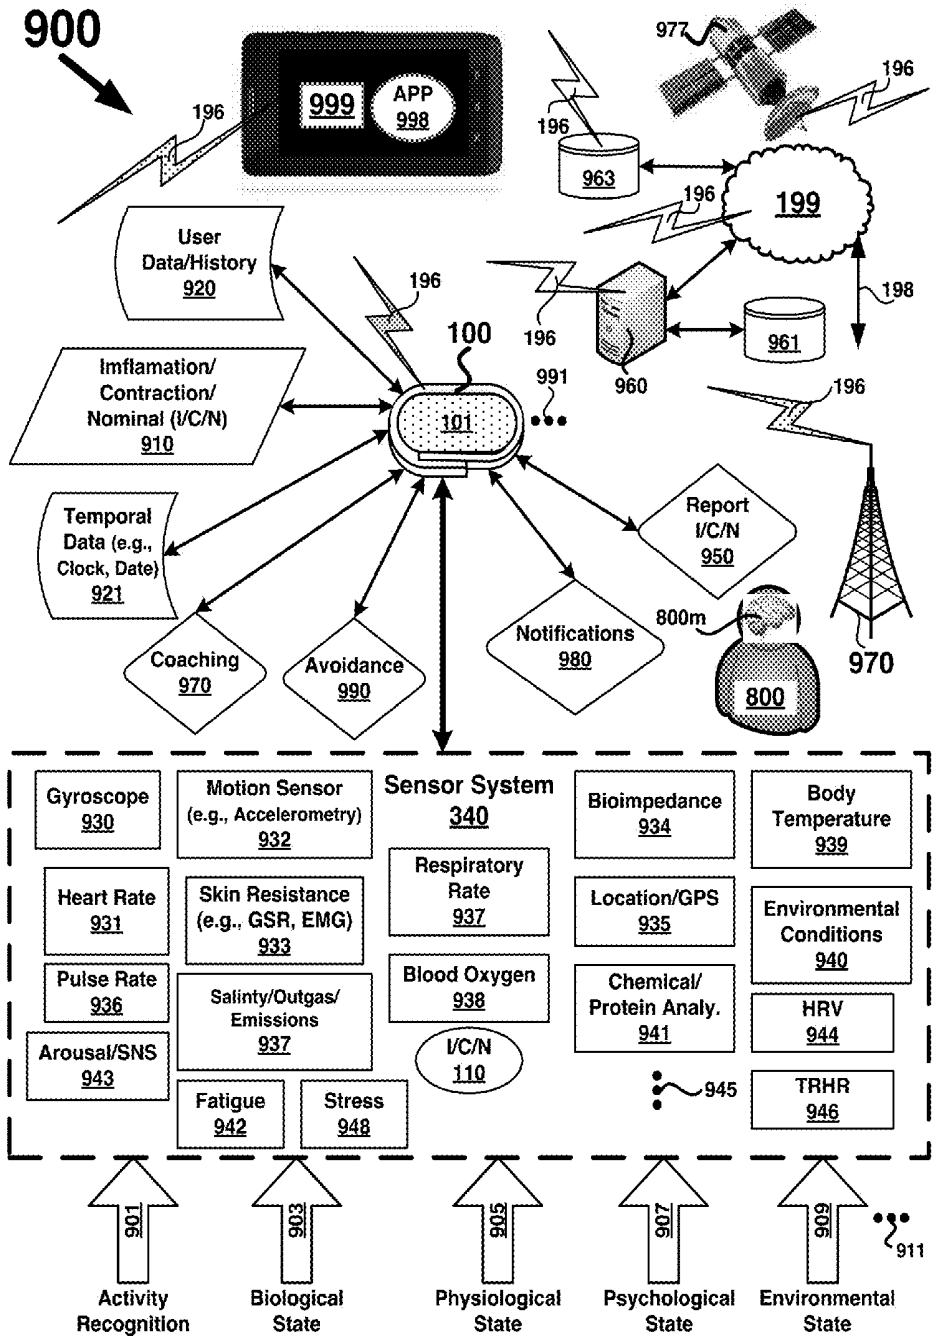 900
196
999
APP
998
196
963
977
196
196
199
User
Data/History
920
196
196
198
100
960
961
Imflamation/
Contraction/
Nominal (I/C/N)
910
101
991
196
Temporal
Data (e.g.,
Clock, Date)
921
Report
I/C/N
950
Coaching
970
Avoidance
990
Notifications
980
800m
800
970
Gyroscope
930
Motion Sensor
(e.g., Accelerometry)
932
Sensor System
340
Bioimpedance
934
Body
Temperature
939
Heart Rate
931
Skin Resistance
(e.g., GSR, EMG)
933
Respiratory
Rate
937
Location/GPS
935
Environmental
Conditions
940
Pulse Rate
936
Salinity/Outgas/
Emissions
937
Blood Oxygen
938
Chemical/
Protein Analy.
941
HRV
944
Arousal/SNS
943
I/C/N
110
Fatigue
942
Stress
948
945
TRHR
946
901
903
905
907
909
911
Activity
Recognition
Biological
State
Physiological
State
Psychological
State
Environmental
State